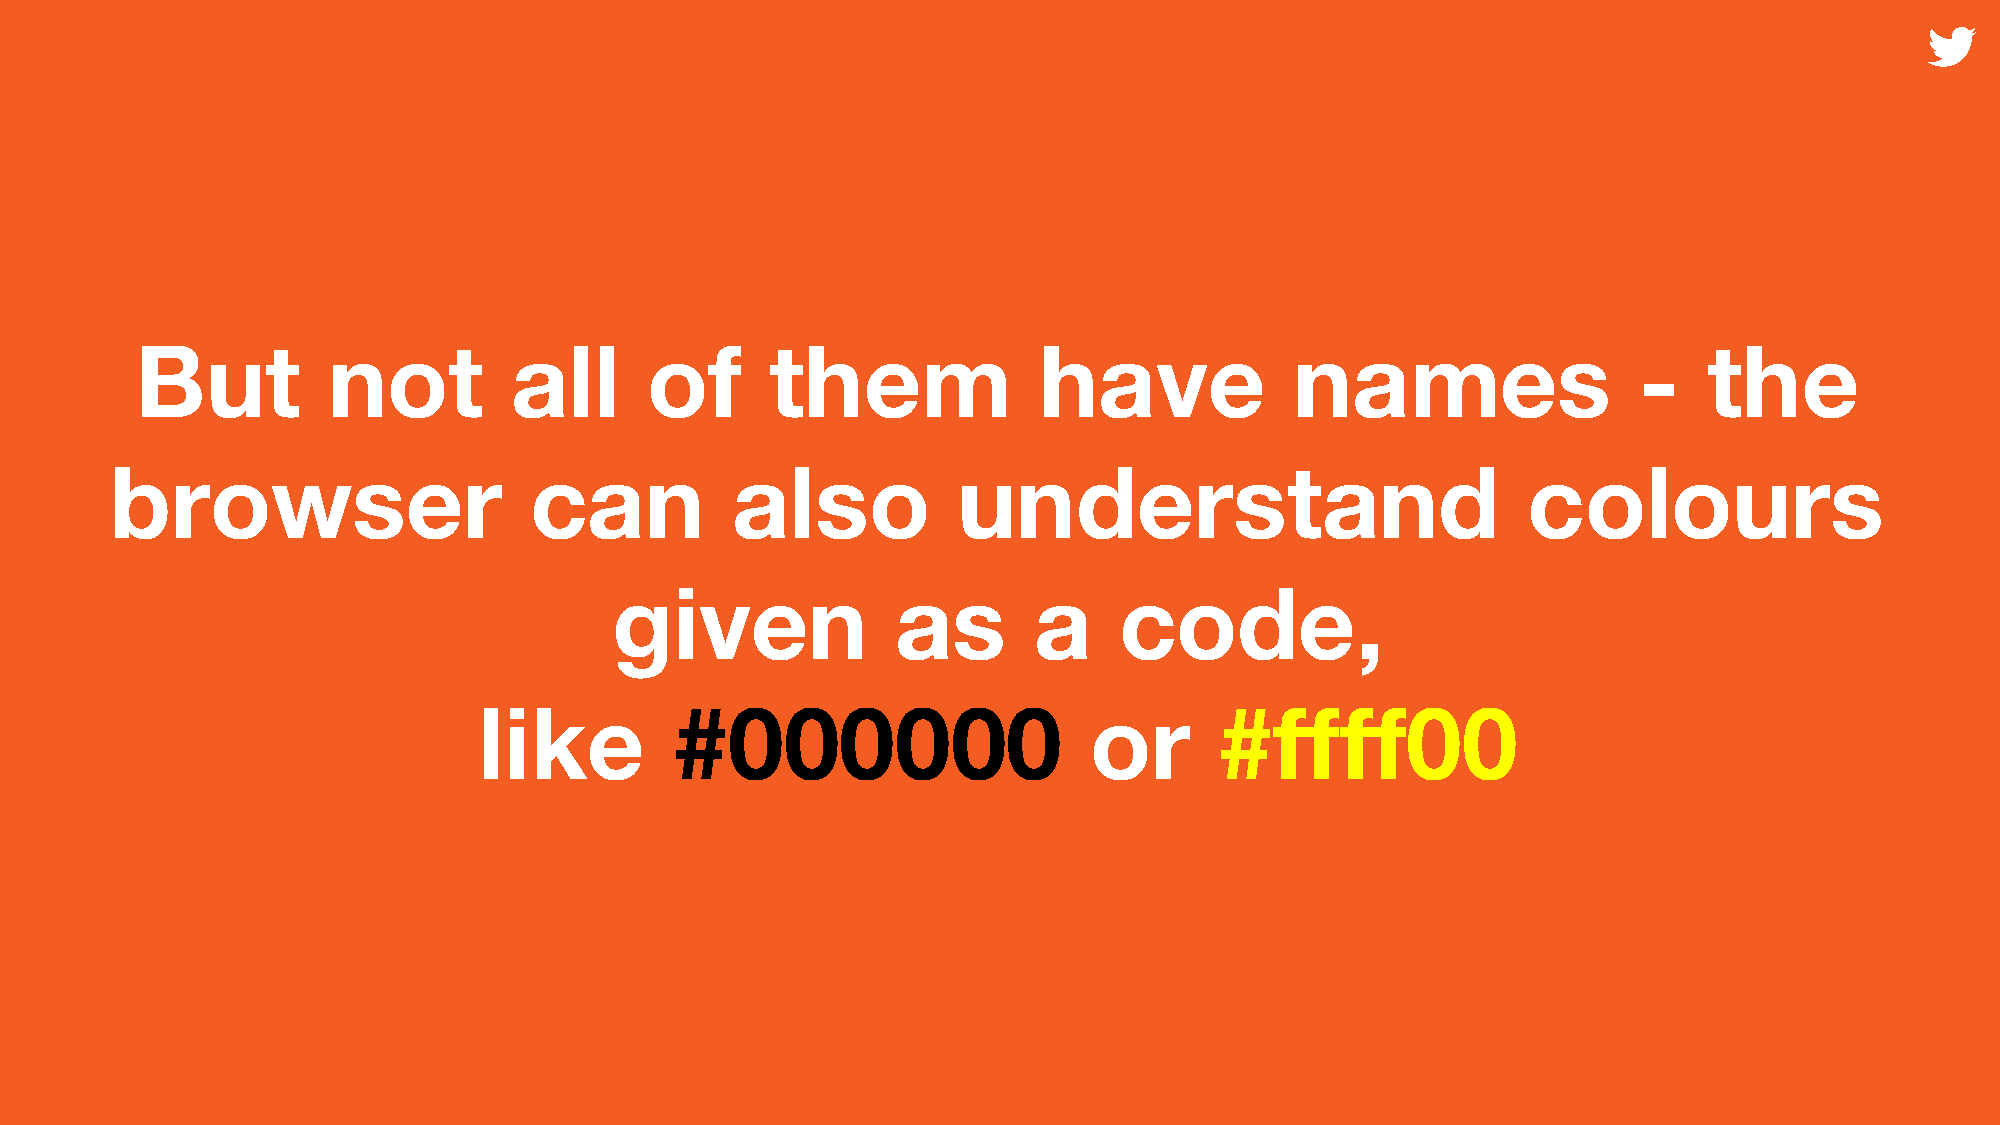 But not all of them have names - the
browser can also understand colours
given as a code,
like #000000 or #ffff00